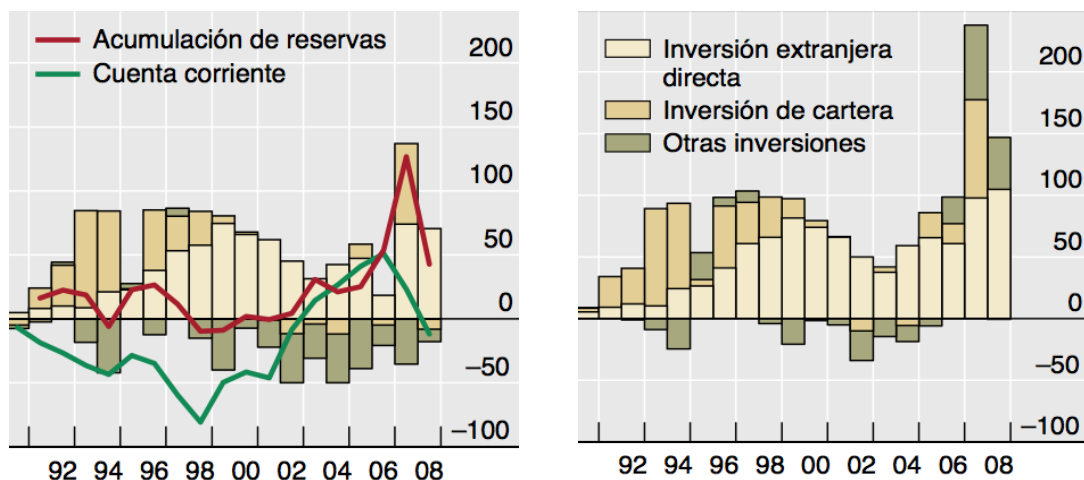 Acumulación de reservas
Cuenta corriente
200
150
100
50
0
–50
–100
92 94 96 98 00 02 04 06 08
Inversión extranjera
directa
Inversión de cartera
Otras inversiones
200
150
100
50
0
–50
–100
92 94 96 98 00 02 04 06 08